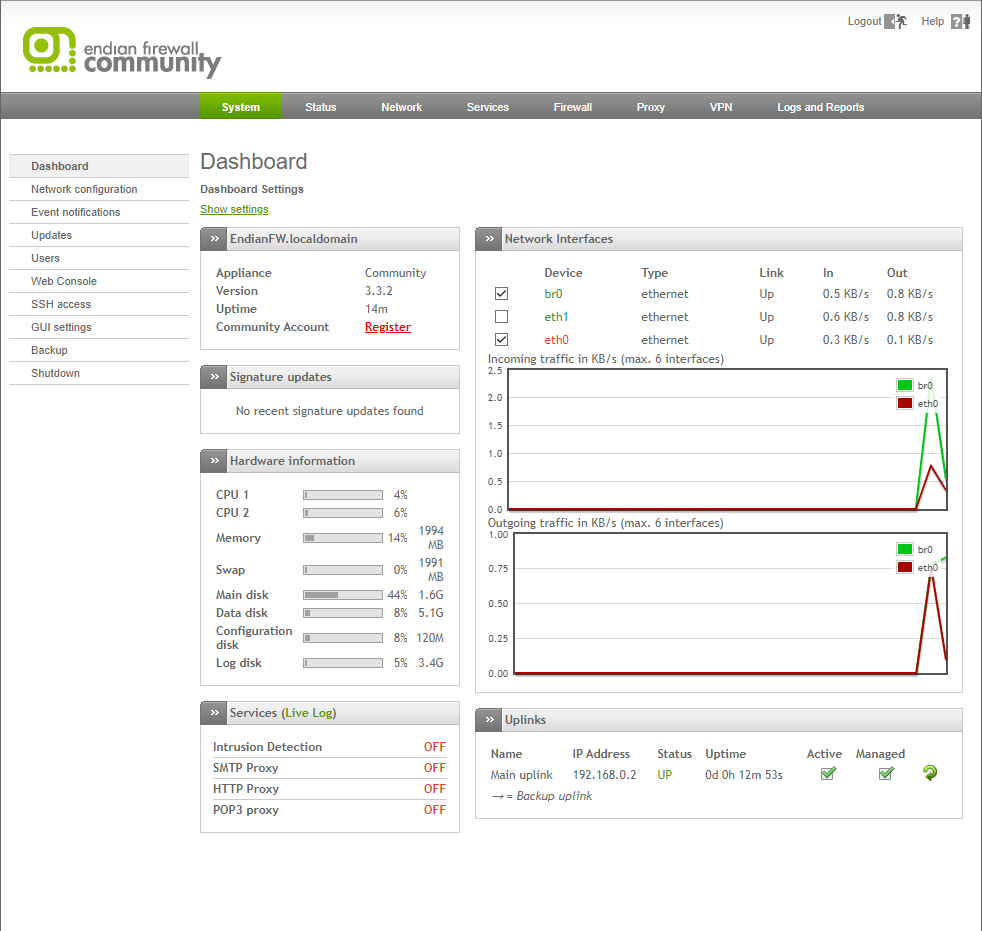 Logout
Help
endian firewall
community
System Status Network Services Firewall Proxy VPN Logs and Reports
Dashboard
Network configuration
Event notifications
Updates
Users
Web Console
SSH access
GUI settings
Backup
Shutdown
Dashboard
Dashboard Settings
Show settings
EndianFW.localdomain
Appliance Community
Version 3.3.2
Uptime 14m
Community Account Register
Signature updates
No recent signature updates found
Hardware information
CPU 1 4%
CPU 2 6%
Memory 14% 1994 MB
Swap 0% 1991 MB
Main disk 44% 1.6G
Data disk 8% 5.1G
Configuration disk 8% 120M
Log disk 5% 3.4G
Services (Live Log)
Intrusion Detection OFF
SMTP Proxy OFF
HTTP Proxy OFF
POP3 proxy OFF
Network Interfaces
Device Type Link In Out
br0 ethernet Up 0.5 KB/s 0.8 KB/s
eth1 ethernet Up 0.6 KB/s 0.8 KB/s
eth0 ethernet Up 0.3 KB/s 0.1 KB/s
Incoming traffic in KB/s (max. 6 interfaces)
2.5
2.0
1.5
1.0
0.5
0.0
br0
eth0
Outgoing traffic in KB/s (max. 6 interfaces)
1.00
0.75
0.50
0.25
0.00
br0
eth0
Uplinks
Name IP Address Status Uptime Active Managed
Main uplink 192.168.0.2 UP 0d 0h 12m 53s
→ = Backup uplink